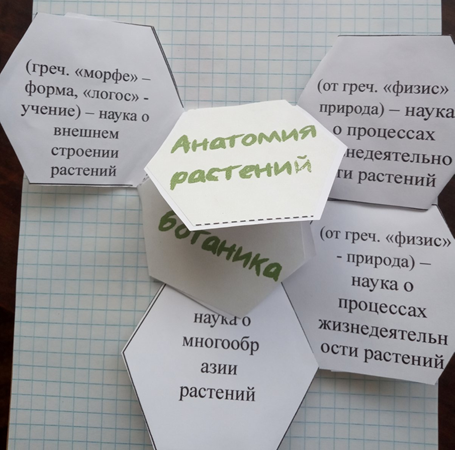 (греч. «морфе» –
форма, «логос» -
учение) – наука о
внешнем
строении
растений
Анатомия
растений
(от греч. «физис»
природа) – наука
о процессах
знедеятельно
сти растений
ботаника
(от греч. «физис»
- природа) –
наука о
процессах
жизнедеятельн
ости растений
наука о
многообр
азии
растений